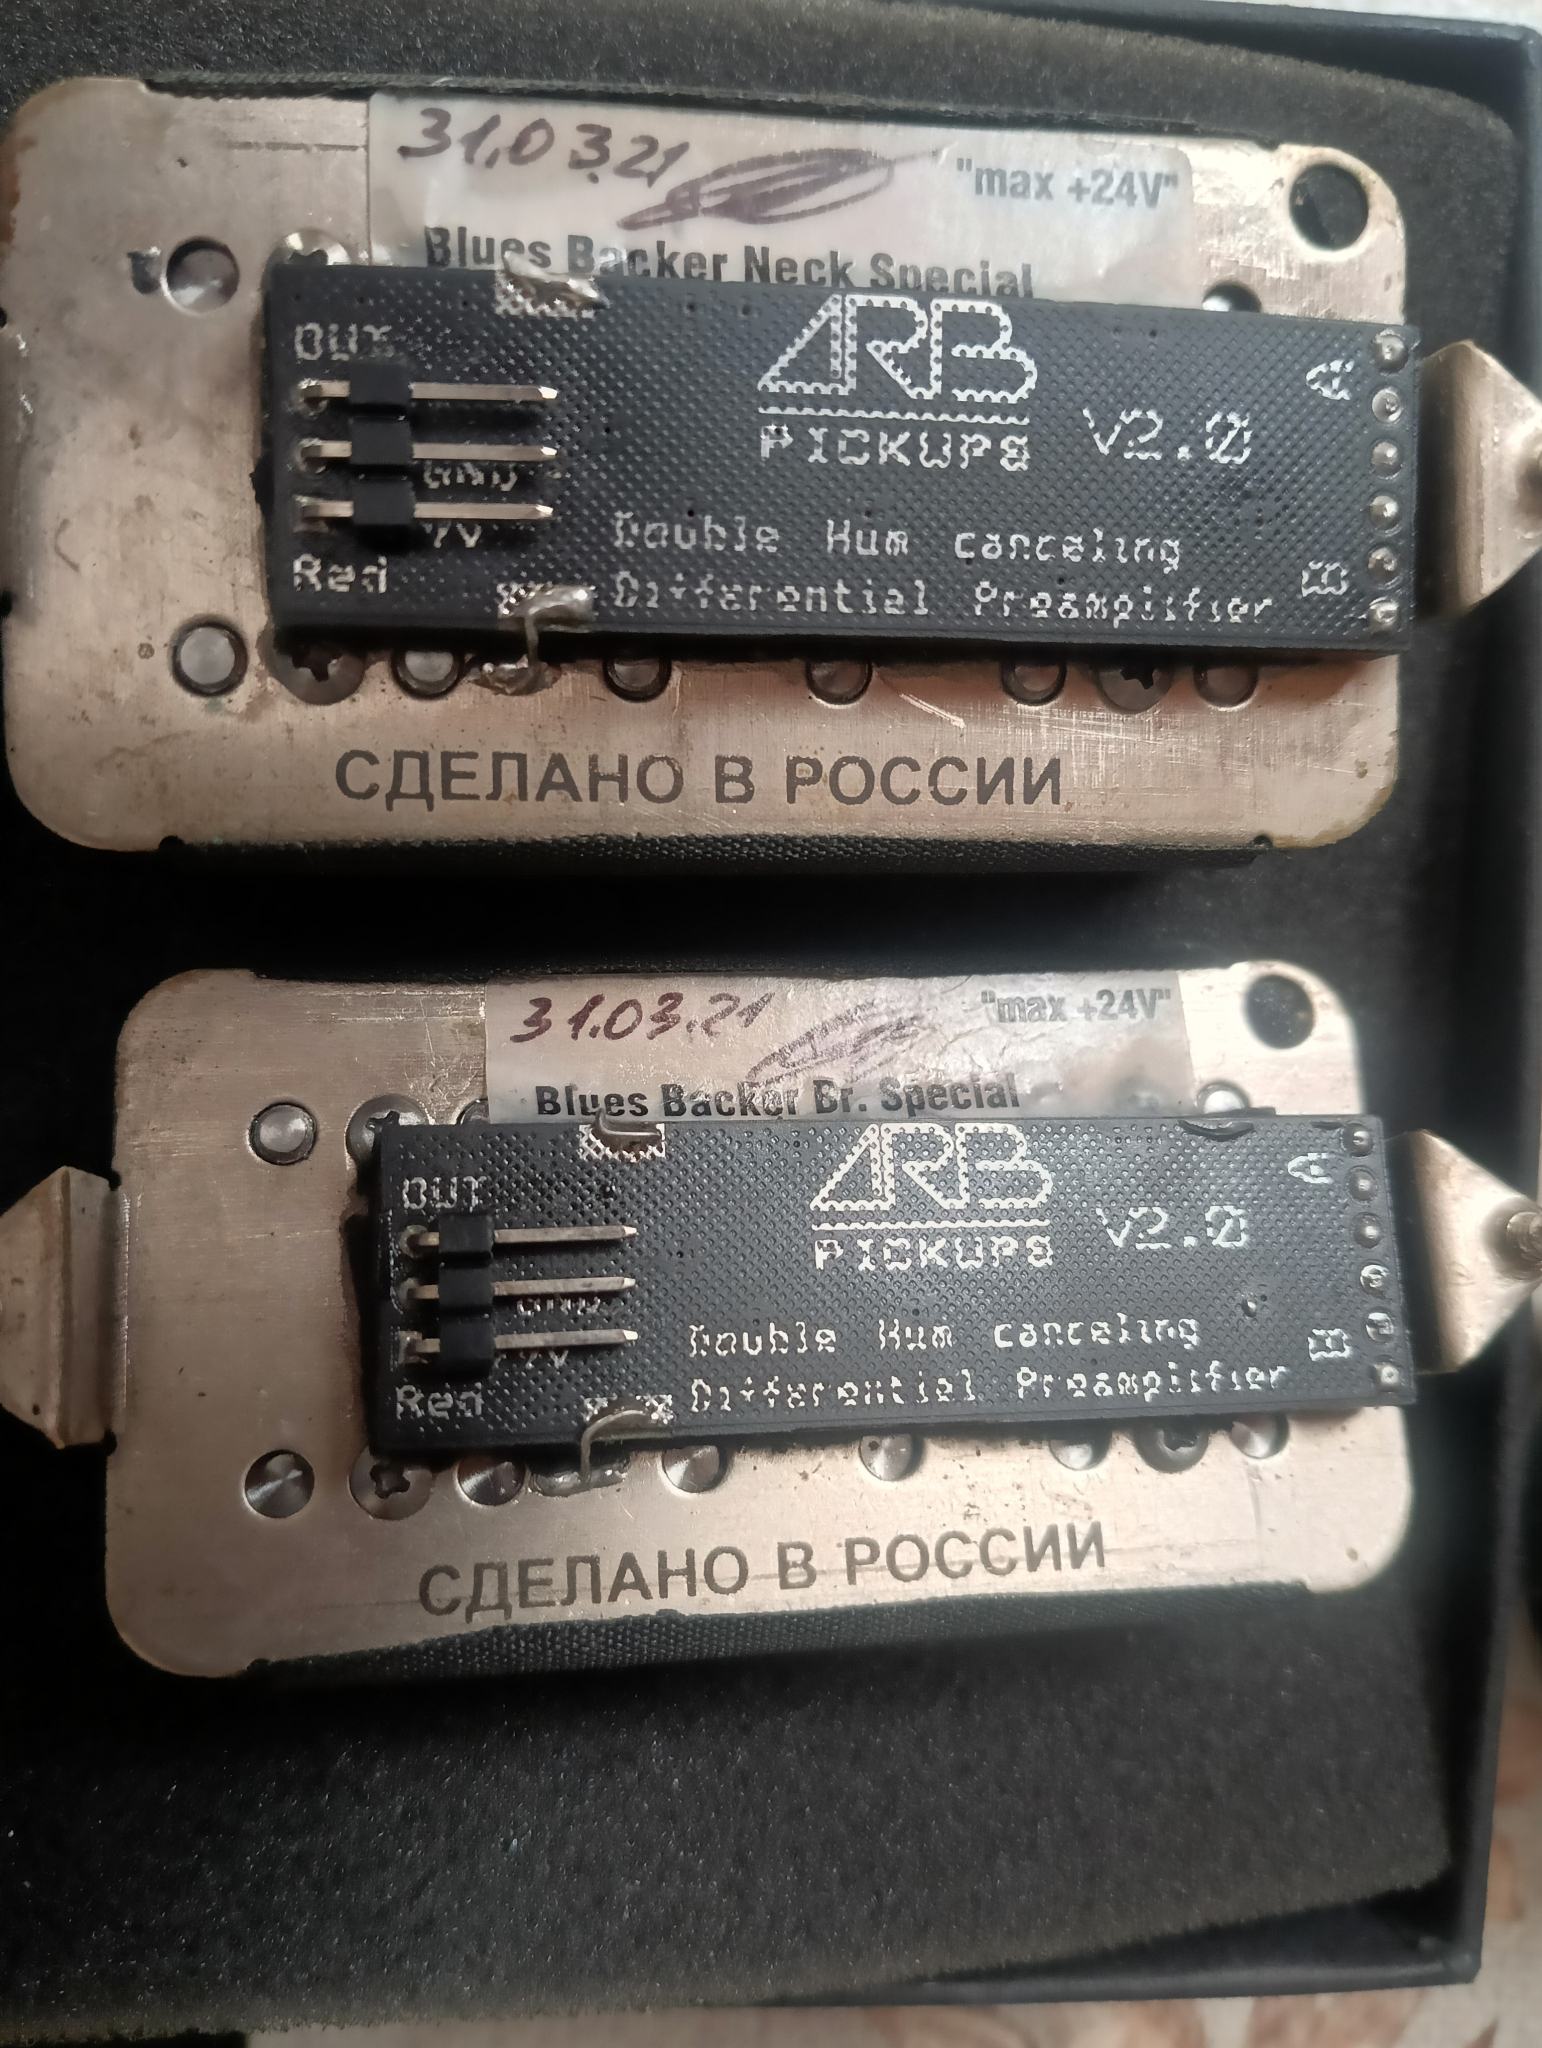 31.03.21
"max +24V"
Blues Backer Neck Special
OUT
ARB
PICKUPS
V2.0
A
GND
Double Hum canceling
Red
Differential Preamplifier
B
СДЕЛАНО В РОССИИ
31.03.21
"max +24V"
Blues Backer Br. Special
OUT
ARB
PICKUPS
V2.0
A
GND
Double Hum canceling
Red
Differential Preamplifier
B
СДЕЛАНО В РОССИИ